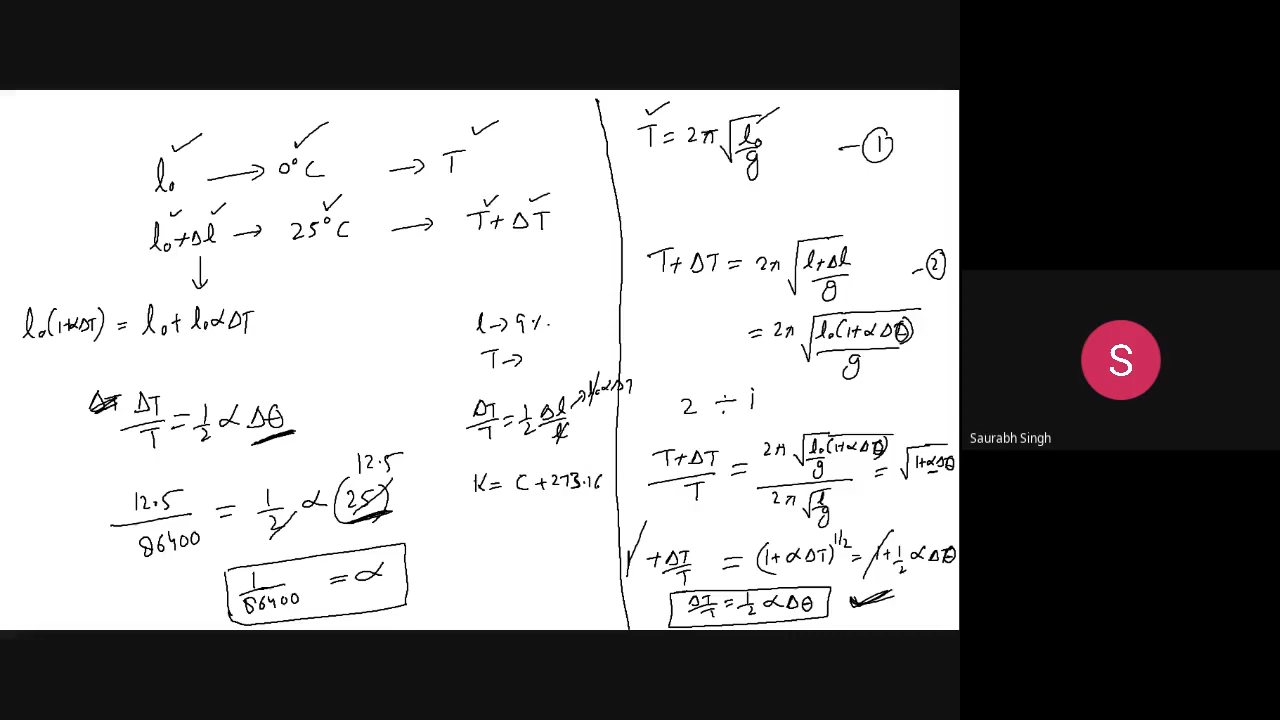 l₀ → 0°C → T
l₀+Δl → 25°C → T+ΔT
↓
l₀(1+αΔT) = l₀ + l₀αΔT
l → 9%
T →
ΔT/T = 1/2 αΔθ
ΔT/T = 1/2 Δl/l → l₀αΔT
K = C + 273.16
12.5
12.5/86400 = 1/2 α (25)
1/86400 = α
T = 2π√(l₀/g) — ①
T+ΔT = 2π√((l+Δl)/g) — ②
= 2π√(l₀(1+αΔθ)/g)
2 ÷ i
(T+ΔT)/T = 2π√(l₀(1+αΔθ)/g) / 2π√(l/g) = √(1+αΔθ)
1 + ΔT/T = (1+αΔT)^1/2 = 1+1/2 αΔθ
ΔT/T = 1/2 αΔθ
S
Saurabh Singh